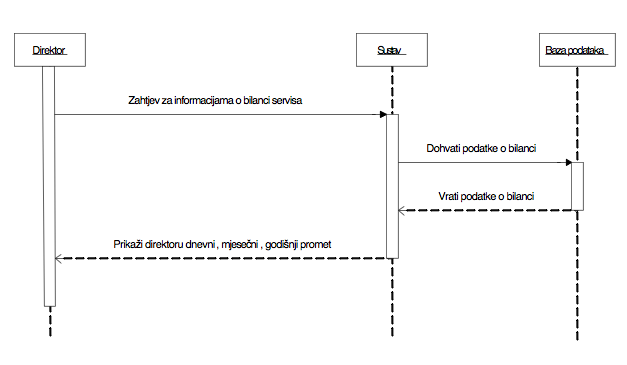 Direktor
Sustav
Baza podataka
Zahtjev za informacijama o bilanci servisa
Dohvati podatke o bilanci
Vrati podatke o bilanci
Prikaži direktoru dnevni , mjesečni , godišnji promet